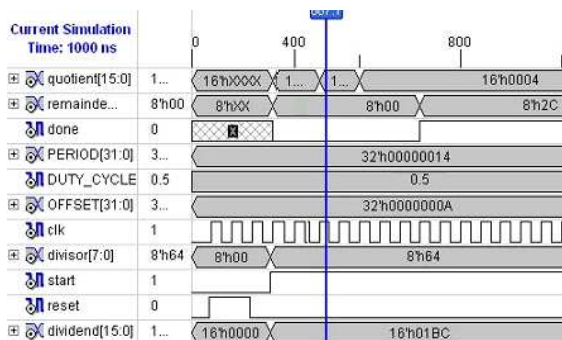 Current Simulation
Time: 1000 ns
0 400 800
quotient[15:0] 1... 16'hXXXX 1... 1... 16'h0004
remainde... 8'h00 8'hXX 8'h00 8'h2C
done 0 X
PERIOD[31:0] 3... 32'h00000014
DUTY_CYCLE 0.5 0.5
OFFSET[31:0] 3... 32'h0000000A
clk 1
divisor[7:0] 8'h64 8'h00 8'h64
start 1
reset 0
dividend[15:0] 1... 16'h0000 16'h01BC